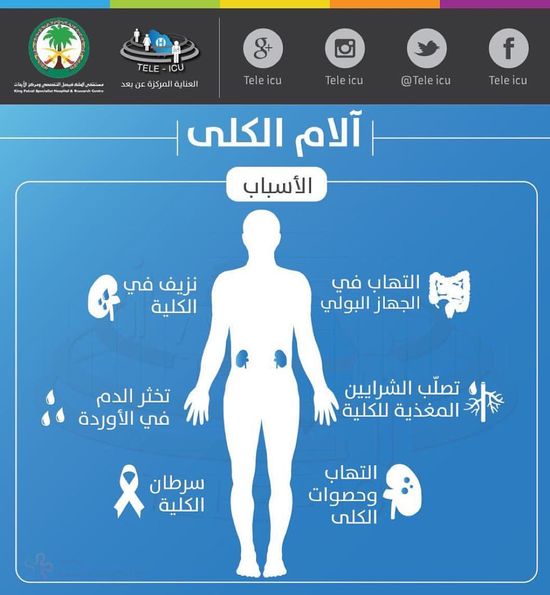 مستشفى الملك فيصل التخصصي ومركز الأبحاث
King Faisal Specialist Hospital & Research Centre
TELE - ICU
العناية المركزة عن بعد
Tele icu
Tele icu
@Tele icu
Tele icu
آلام الكلى
الأسباب
التهاب في
الجهاز البولي
نزيف في
الكلية
تصلّب الشرايين
المغذية للكلية
تخثر الدم
في الأوردة
التهاب
وحصوات
الكلى
سرطان
الكلية